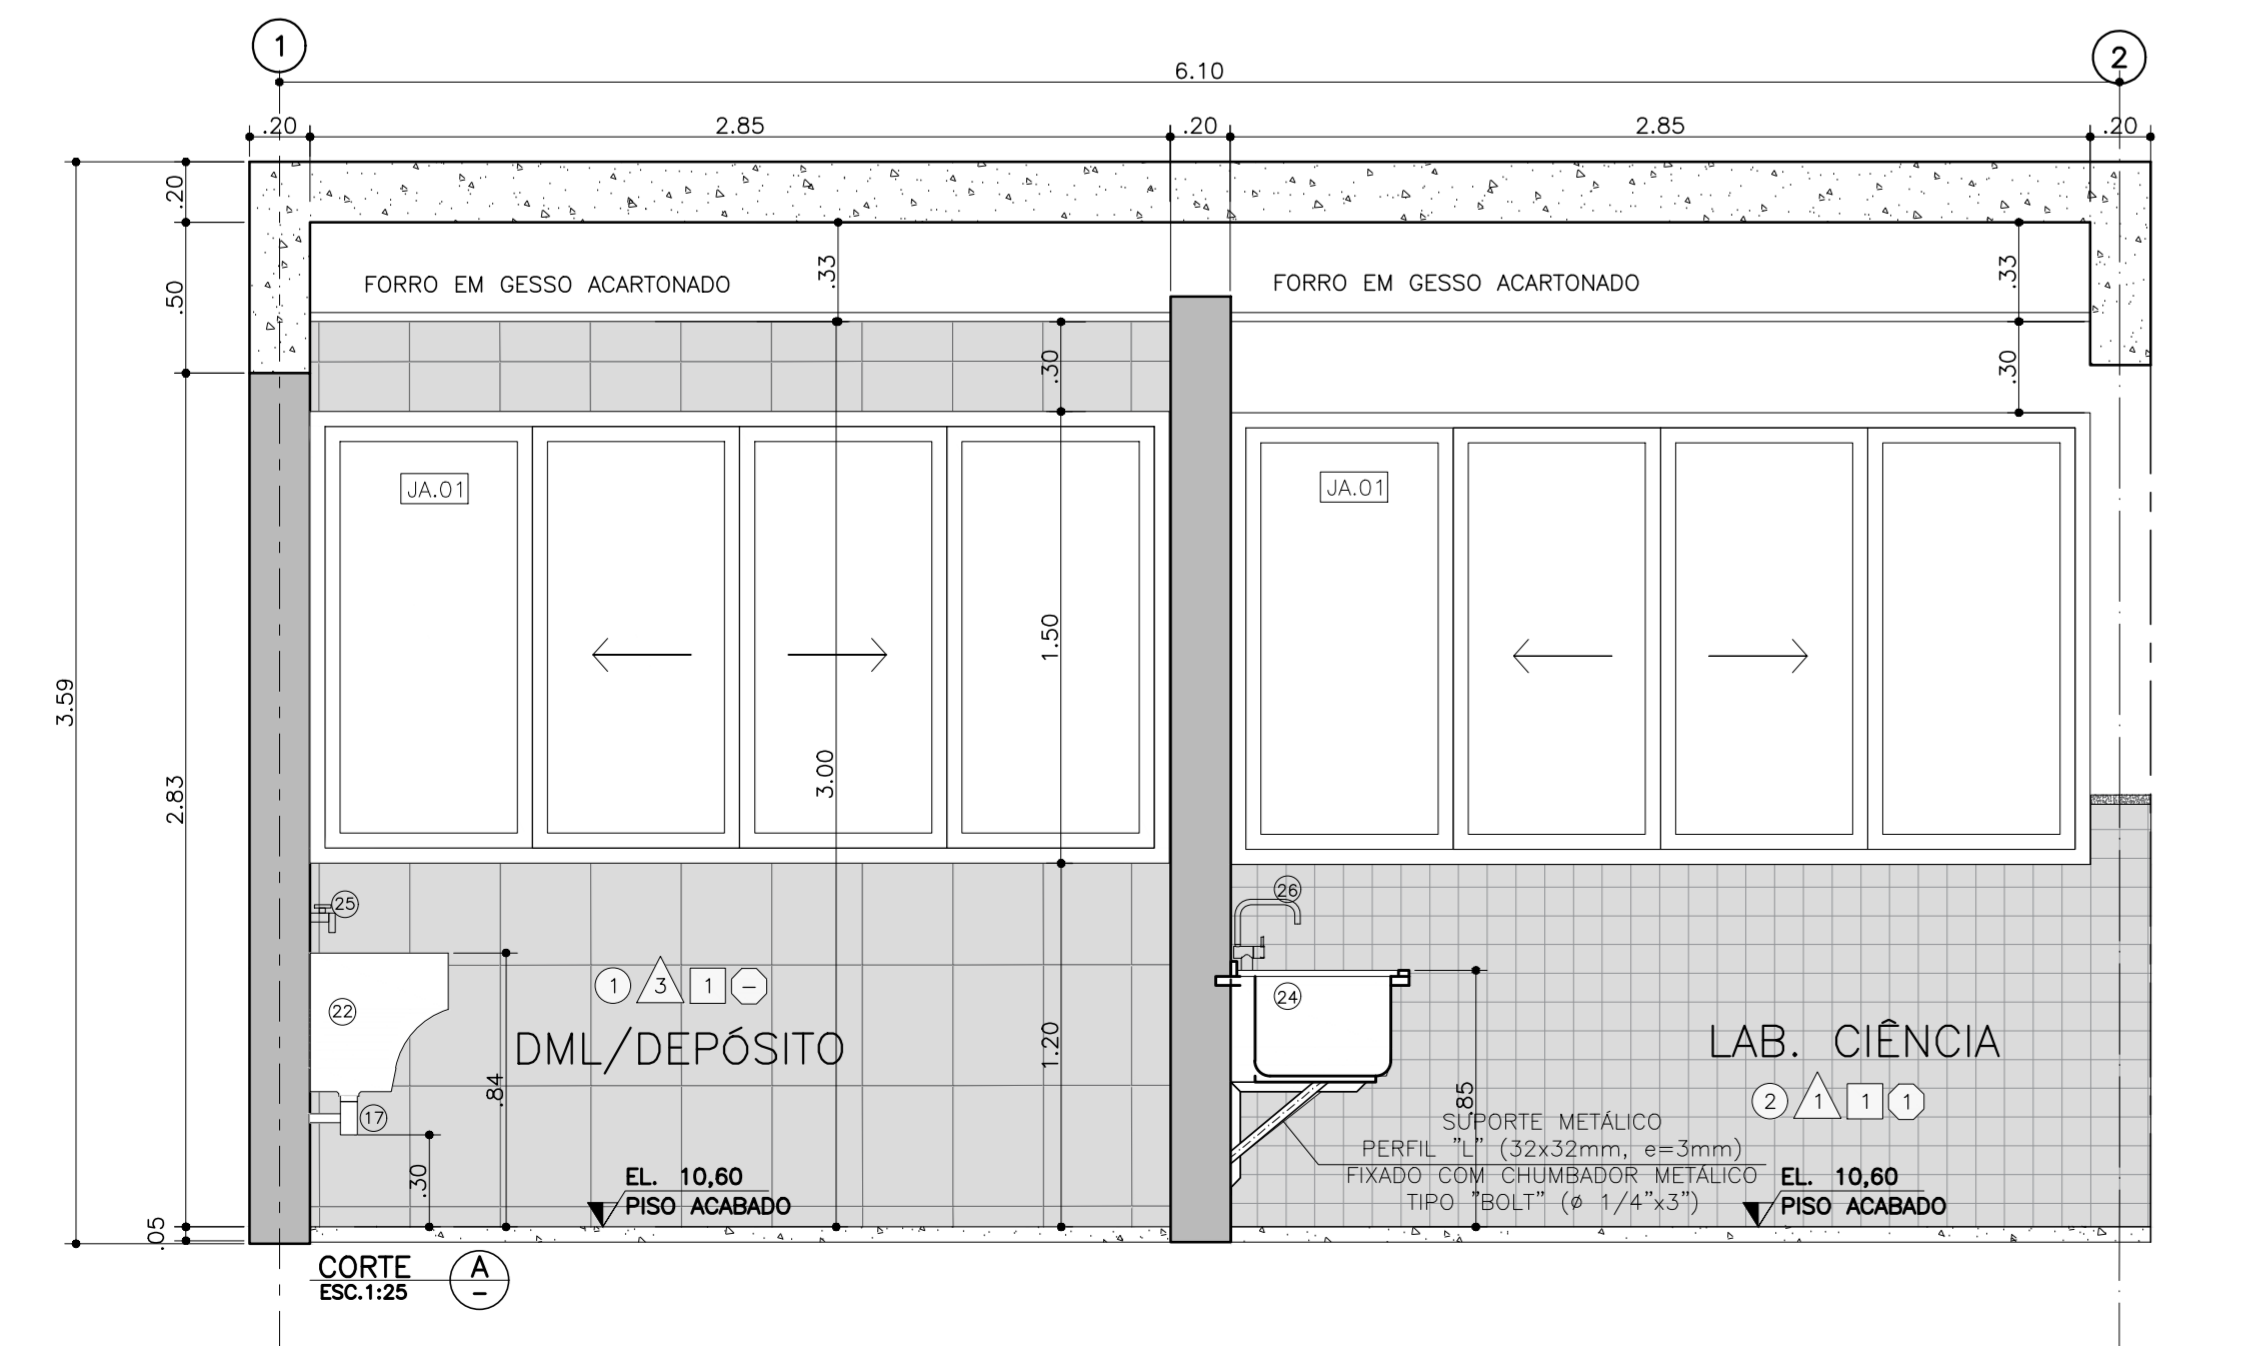 1
2
6.10
.20
2.85
.20
2.85
.20
.20
.50
2.83
.05
3.59
FORRO EM GESSO ACARTONADO
.33
FORRO EM GESSO ACARTONADO
.33
.30
.30
JA.01
JA.01
1.50
3.00
1.20
25
22
17
.84
.30
1 3 1 –
DML/DEPÓSITO
EL. 10,60
PISO ACABADO
26
24
.85
LAB. CIÊNCIA
2 1 1 1
SUPORTE METÁLICO
PERFIL "L" (32x32mm, e=3mm)
FIXADO COM CHUMBADOR METÁLICO
TIPO "BOLT" (ø 1/4"x3")
EL. 10,60
PISO ACABADO
CORTE A
ESC.1:25 –